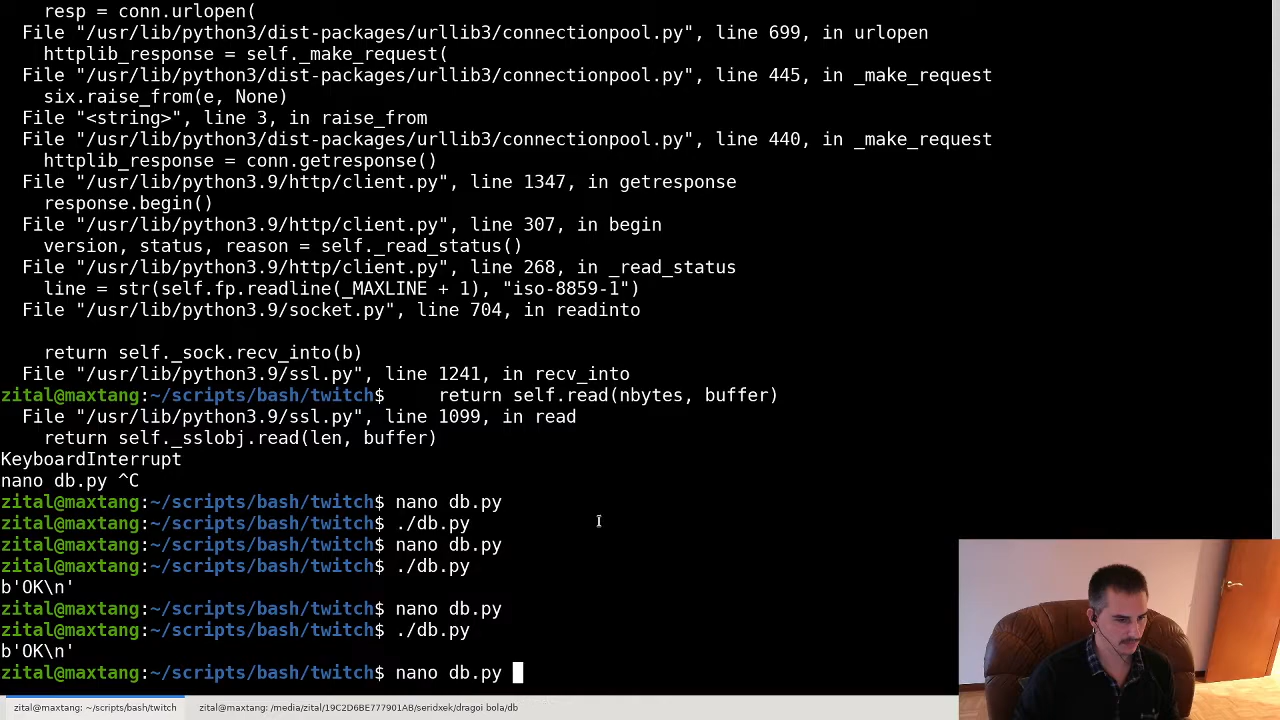 resp = conn.urlopen(
  File "/usr/lib/python3/dist-packages/urllib3/connectionpool.py", line 699, in urlopen
    httplib_response = self._make_request(
  File "/usr/lib/python3/dist-packages/urllib3/connectionpool.py", line 445, in _make_request
    six.raise_from(e, None)
  File "<string>", line 3, in raise_from
  File "/usr/lib/python3/dist-packages/urllib3/connectionpool.py", line 440, in _make_request
    httplib_response = conn.getresponse()
  File "/usr/lib/python3.9/http/client.py", line 1347, in getresponse
    response.begin()
  File "/usr/lib/python3.9/http/client.py", line 307, in begin
    version, status, reason = self._read_status()
  File "/usr/lib/python3.9/http/client.py", line 268, in _read_status
    line = str(self.fp.readline(_MAXLINE + 1), "iso-8859-1")
  File "/usr/lib/python3.9/socket.py", line 704, in readinto
    return self._sock.recv_into(b)
  File "/usr/lib/python3.9/ssl.py", line 1241, in recv_into
zital@maxtang:~/scripts/bash/twitch$     return self.read(nbytes, buffer)
  File "/usr/lib/python3.9/ssl.py", line 1099, in read
    return self._sslobj.read(len, buffer)
KeyboardInterrupt
nano db.py ^C
zital@maxtang:~/scripts/bash/twitch$ nano db.py
zital@maxtang:~/scripts/bash/twitch$ ./db.py
zital@maxtang:~/scripts/bash/twitch$ nano db.py
zital@maxtang:~/scripts/bash/twitch$ ./db.py
b'OK\n'
zital@maxtang:~/scripts/bash/twitch$ nano db.py
zital@maxtang:~/scripts/bash/twitch$ ./db.py
b'OK\n'
zital@maxtang:~/scripts/bash/twitch$ nano db.py
zital@maxtang: ~/scripts/bash/twitch
zital@maxtang: /media/zital/19C2D6BE777901AB/seridxek/dragoi bola/db